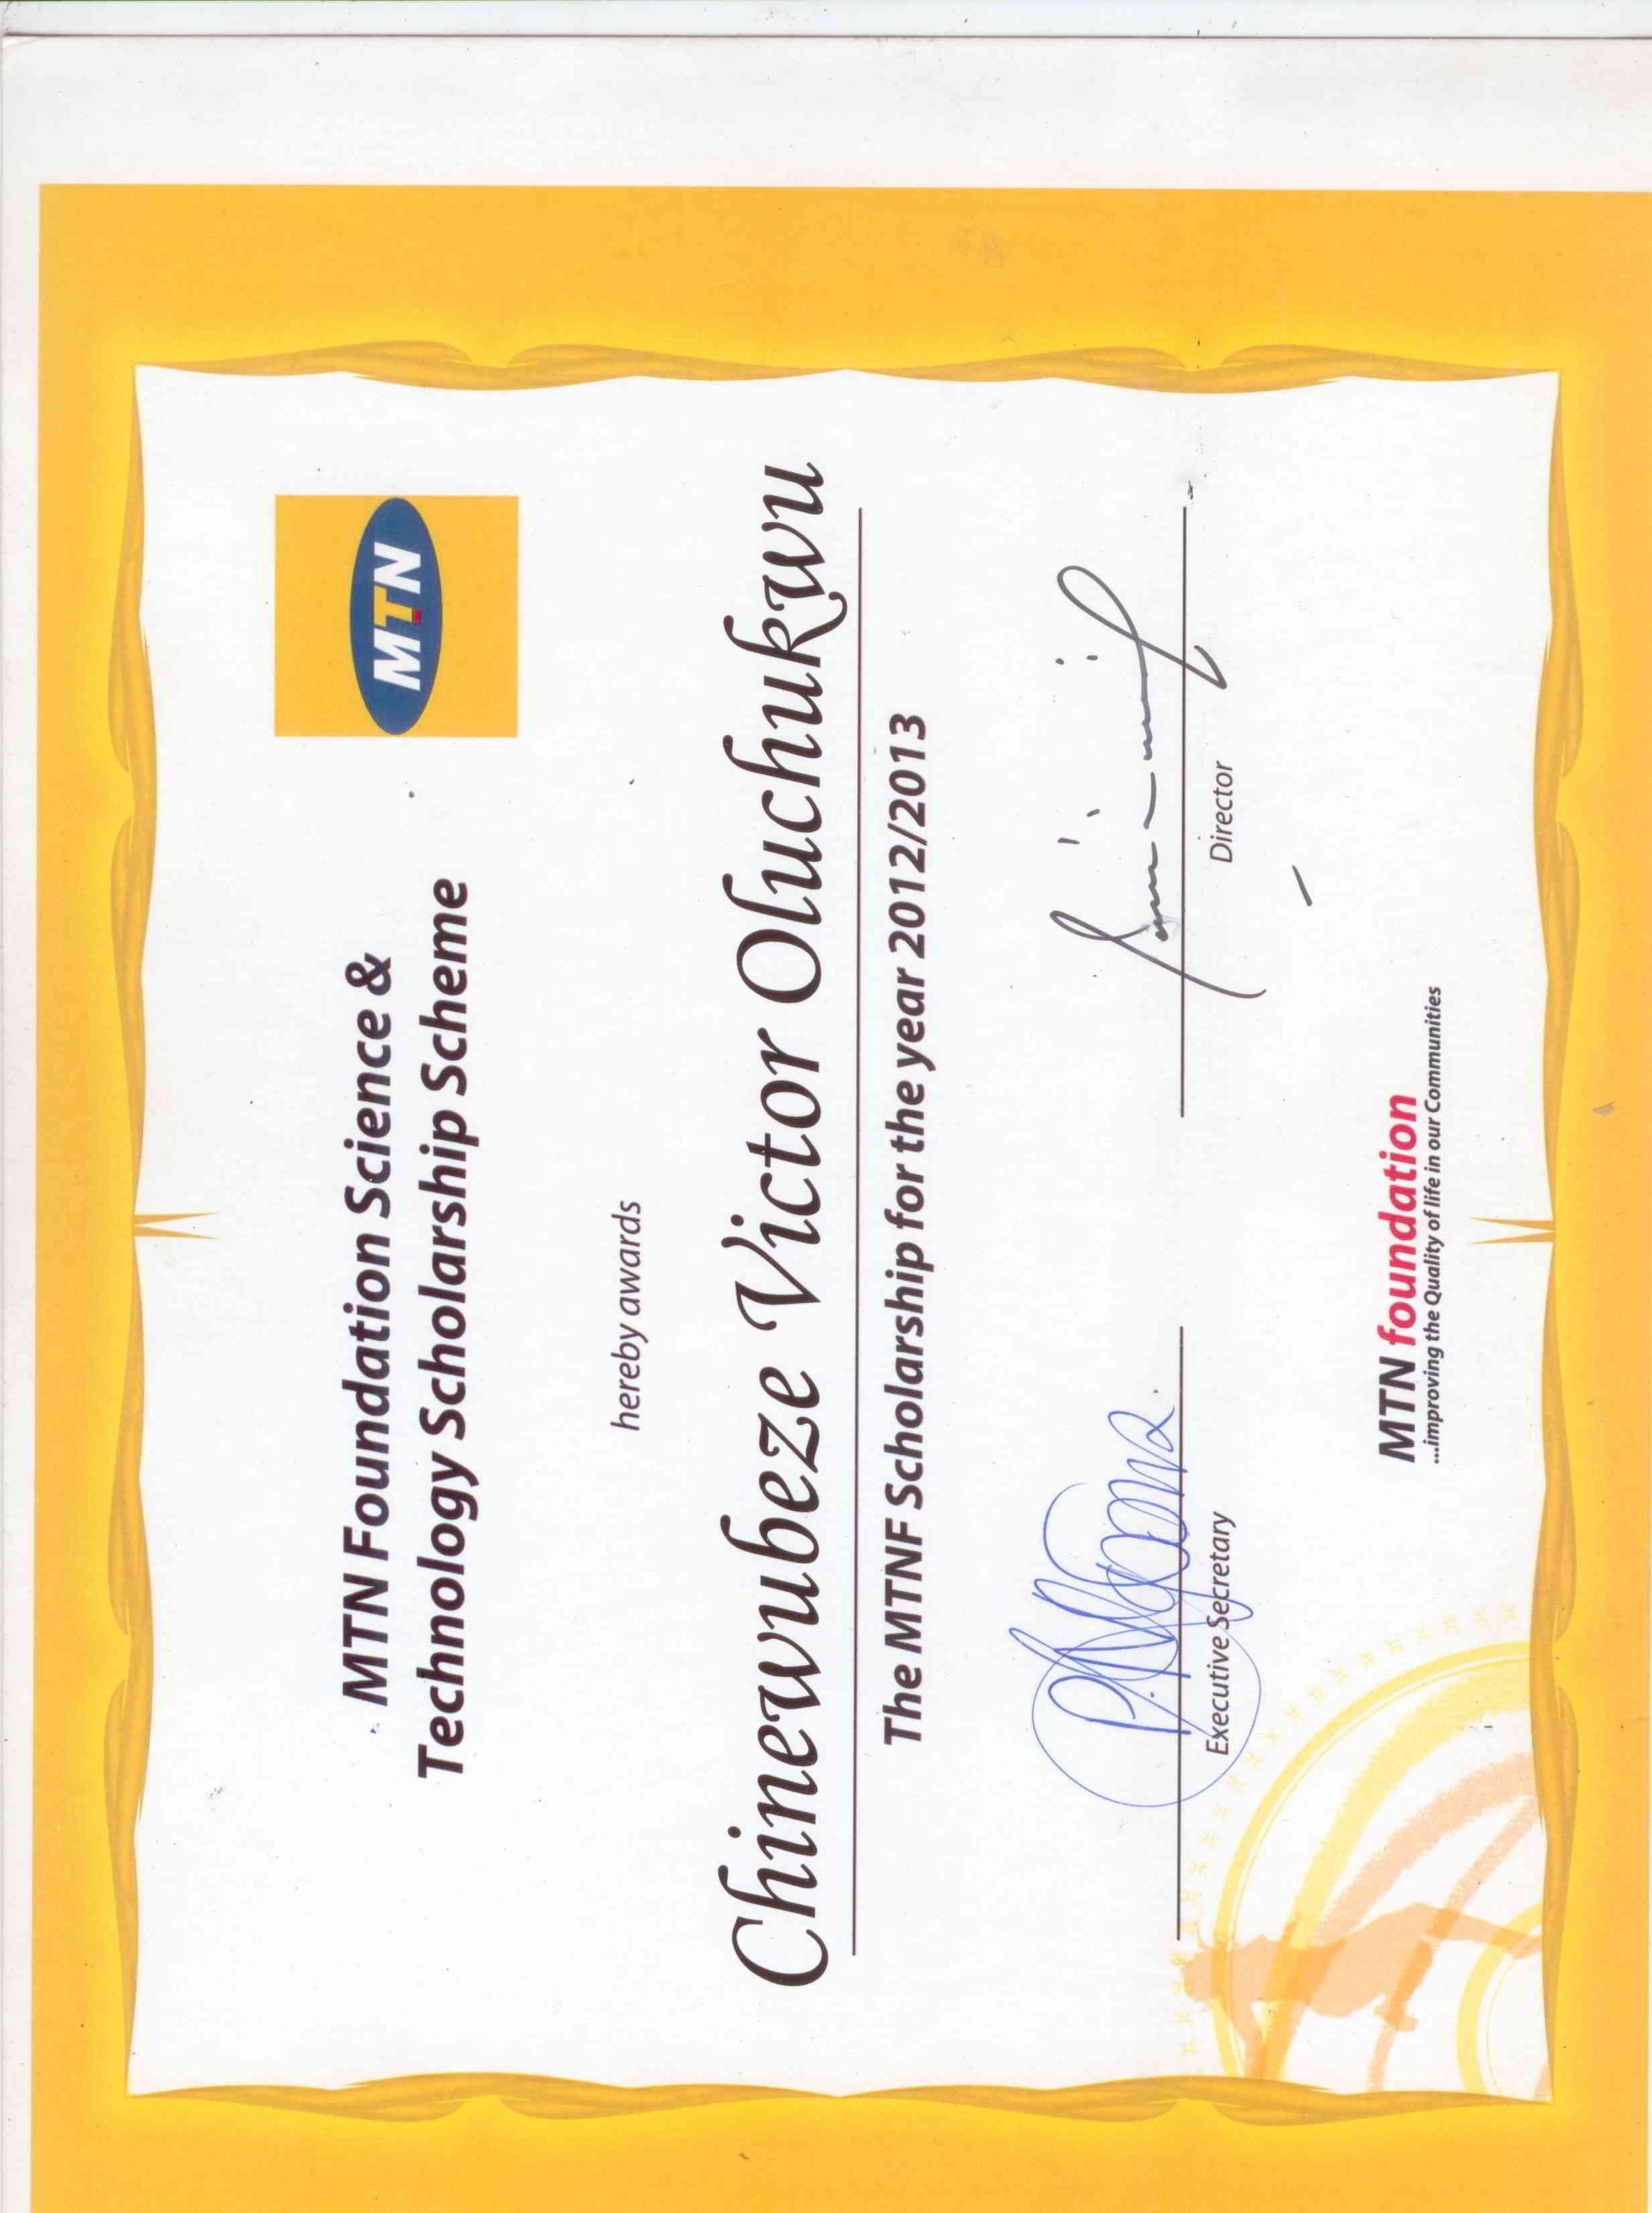 MTN
MTN Foundation Science &
Technology Scholarship Scheme
hereby awards
Chinewubeze Victor Oluchukwu
The MTNF Scholarship for the year 2012/2013
Executive Secretary
Director
MTN foundation
...improving the Quality of life in our Communities